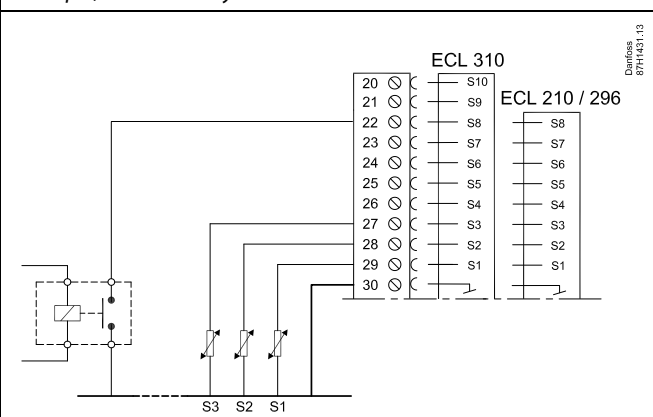 Danfoss
87H1431.13
ECL 310
ECL 210 / 296
20 S10
21 S9
22 S8 S8
23 S7 S7
24 S6 S6
25 S5 S5
26 S4 S4
27 S3 S3
28 S2 S2
29 S1 S1
30
S3 S2 S1